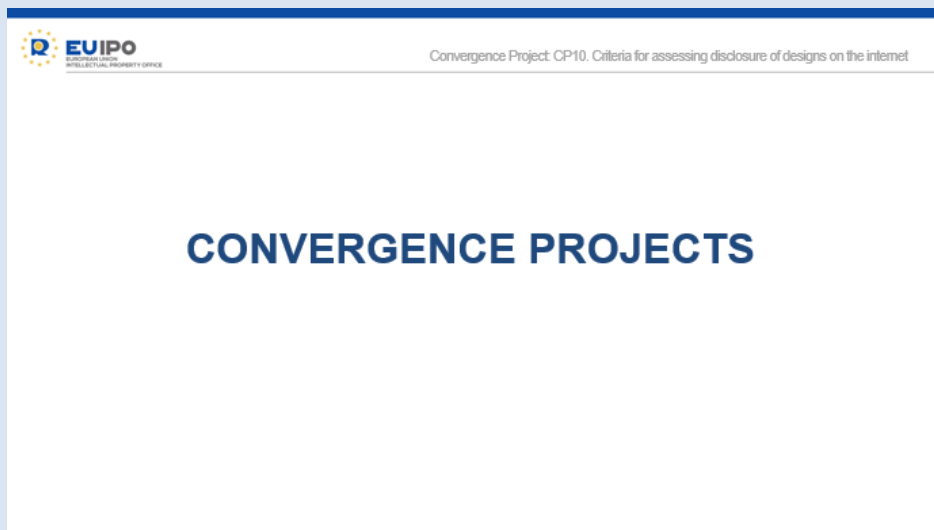 EUIPO
EUROPEAN UNION
INTELLECTUAL PROPERTY OFFICE
Convergence Project: CP10. Criteria for assessing disclosure of designs on the internet
CONVERGENCE PROJECTS